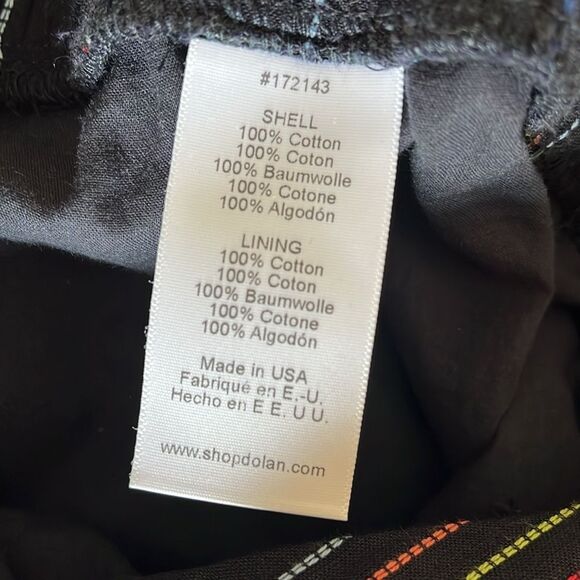 #172143
SHELL
100% Cotton
100% Coton
100% Baumwolle
100% Cotone
100% Algodón
LINING
100% Cotton
100% Coton
100% Baumwolle
100% Cotone
100% Algodón
Made in USA
Fabriqué en E.-U.
Hecho en E E. U U.
www.shopdolan.com